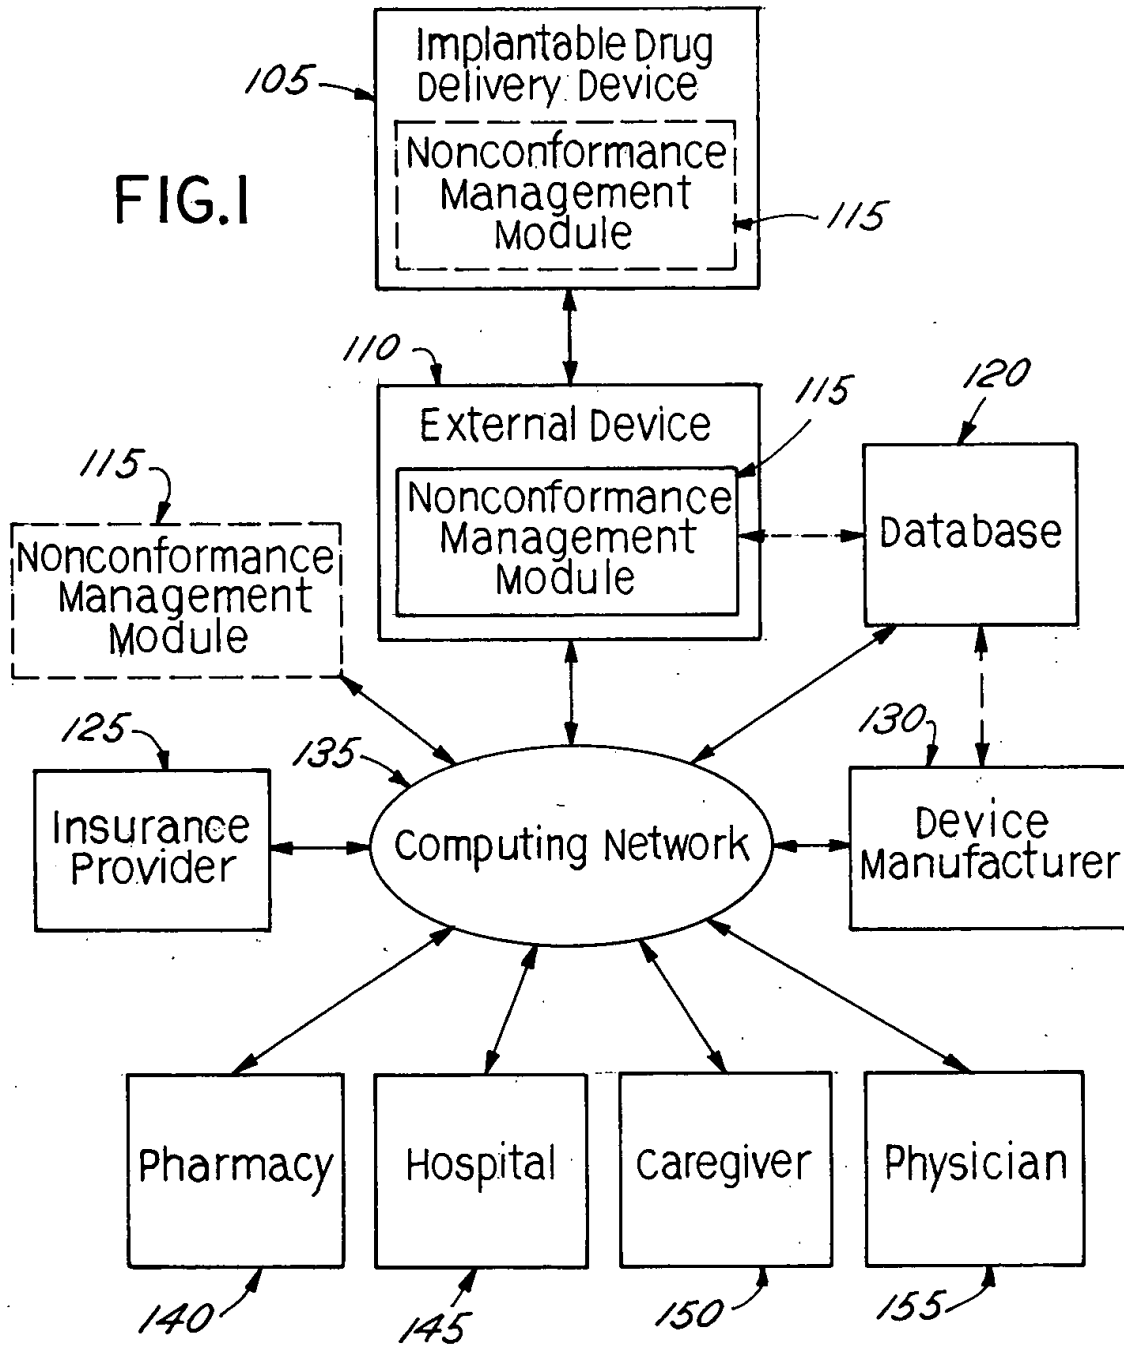 Implantable Drug
Delivery Device
105
Nonconformance
Management
Module
115
FIG.1
110
External Device
115
120
Nonconformance
Management
Module
Database
115
Nonconformance
Management
Module
125
Insurance
Provider
135
Computing Network
130
Device
Manufacturer
Pharmacy
Hospital
Caregiver
Physician
140
145
150
155